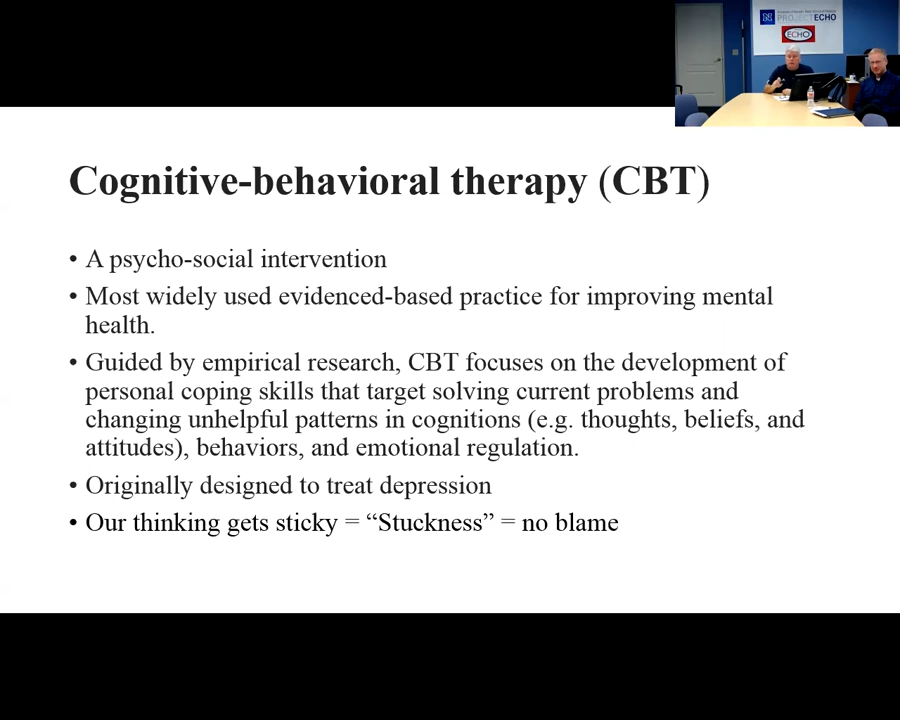 PROJECT ECHO
ECHO
Cognitive-behavioral therapy (CBT)
• A psycho-social intervention
• Most widely used evidenced-based practice for improving mental
health.
• Guided by empirical research, CBT focuses on the development of
personal coping skills that target solving current problems and
changing unhelpful patterns in cognitions (e.g. thoughts, beliefs, and
attitudes), behaviors, and emotional regulation.
• Originally designed to treat depression
• Our thinking gets sticky = “Stuckness” = no blame